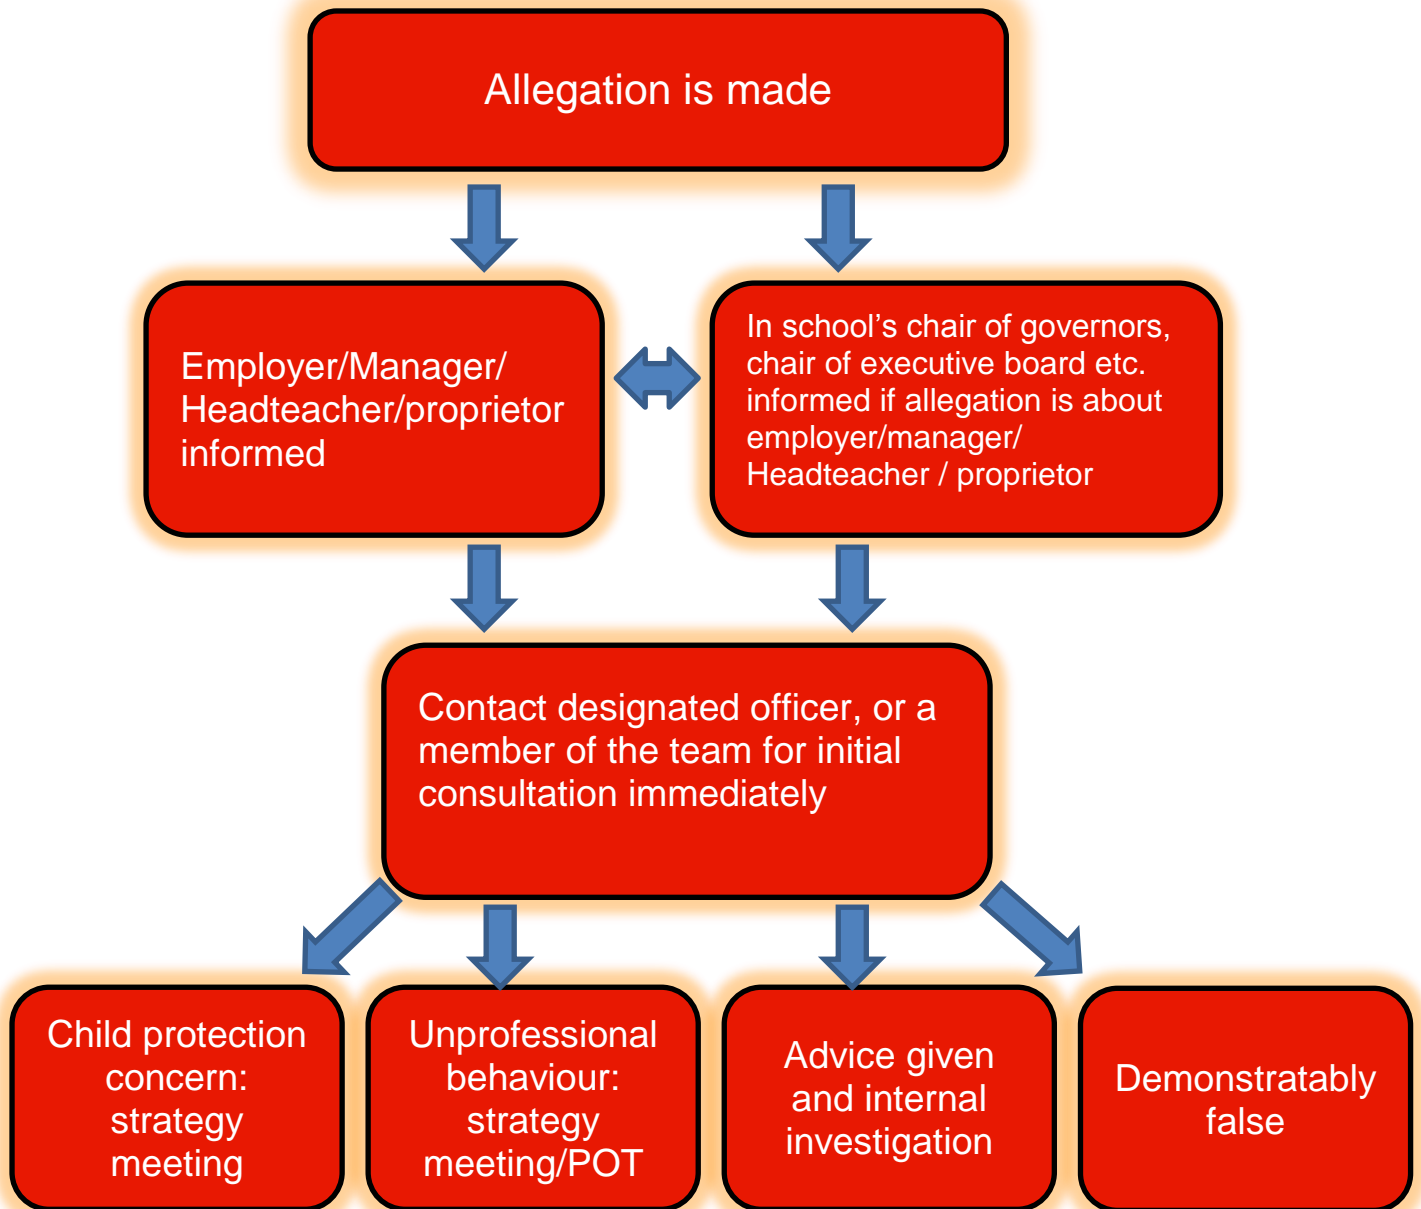 Allegation is made
Employer/Manager/
Headteacher/proprietor
informed
In school’s chair of governors,
chair of executive board etc.
informed if allegation is about
employer/manager/
Headteacher / proprietor
Contact designated officer, or a
member of the team for initial
consultation immediately
Child protection
concern:
strategy
meeting
Unprofessional
behaviour:
strategy
meeting/POT
Advice given
and internal
investigation
Demonstratably
false